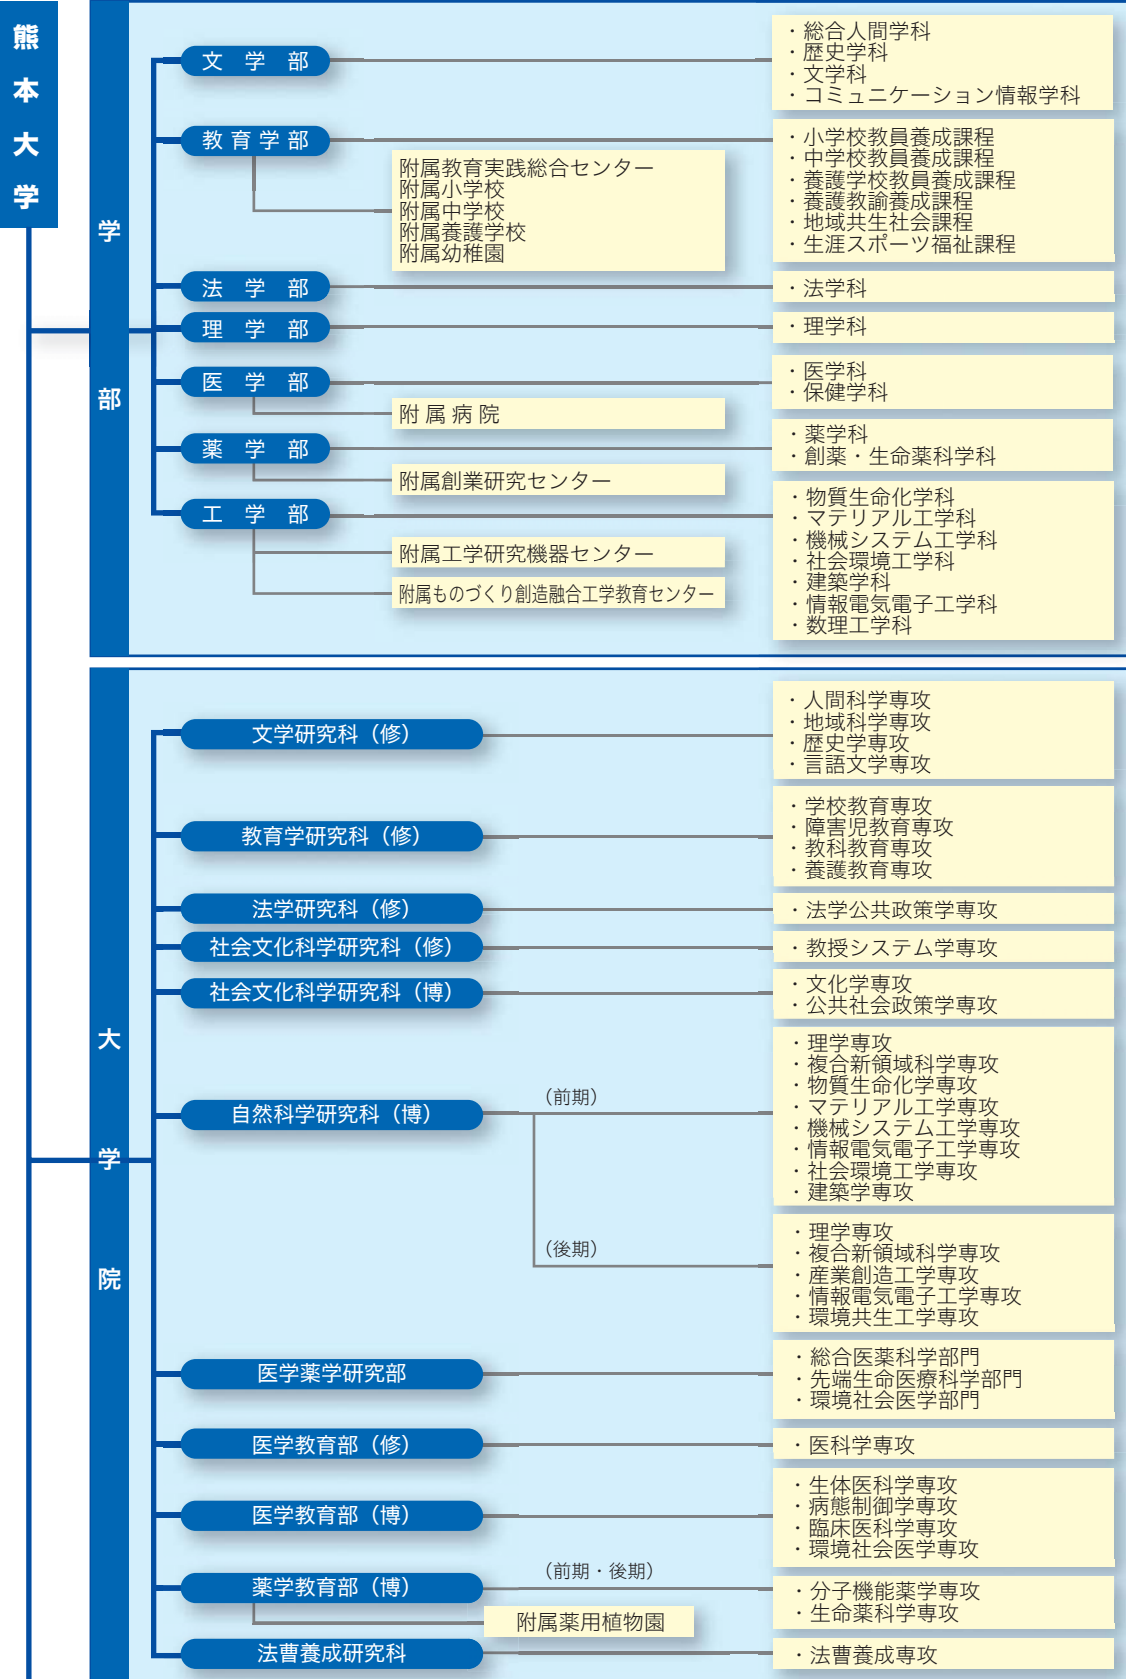 熊本大学
学部
文学部
・総合人間学科
・歴史学科
・文学科
・コミュニケーション情報学科
教育学部
・小学校教員養成課程
・中学校教員養成課程
・養護学校教員養成課程
・養護教諭養成課程
・地域共生社会課程
・生涯スポーツ福祉課程
附属教育実践総合センター
附属小学校
附属中学校
附属養護学校
附属幼稚園
法学部
・法学科
理学部
・理学科
医学部
・医学科
・保健学科
附属病院
薬学部
・薬学科
・創薬・生命薬科学科
附属創業研究センター
工学部
・物質生命化学科
・マテリアル工学科
・機械システム工学科
・社会環境工学科
・建築学科
・情報電気電子工学科
・数理工学科
附属工学研究機器センター
附属ものづくり創造融合工学教育センター
大学院
文学研究科（修）
・人間科学専攻
・地域科学専攻
・歴史学専攻
・言語文学専攻
教育学研究科（修）
・学校教育専攻
・障害児教育専攻
・教科教育専攻
・養護教育専攻
法学研究科（修）
・法学公共政策学専攻
社会文化科学研究科（修）
・教授システム学専攻
社会文化科学研究科（博）
・文化学専攻
・公共社会政策学専攻
自然科学研究科（博）
（前期）
・理学専攻
・複合新領域科学専攻
・物質生命化学専攻
・マテリアル工学専攻
・機械システム工学専攻
・情報電気電子工学専攻
・社会環境工学専攻
・建築学専攻
（後期）
・理学専攻
・複合新領域科学専攻
・産業創造工学専攻
・情報電気電子工学専攻
・環境共生工学専攻
医学薬学研究部
・総合医薬科学部門
・先端生命医療科学部門
・環境社会医学部門
医学教育部（修）
・医科学専攻
医学教育部（博）
・生体医科学専攻
・病態制御学専攻
・臨床医科学専攻
・環境社会医学専攻
薬学教育部（博）
（前期・後期）
・分子機能薬学専攻
・生命薬科学専攻
附属薬用植物園
法曹養成研究科
・法曹養成専攻